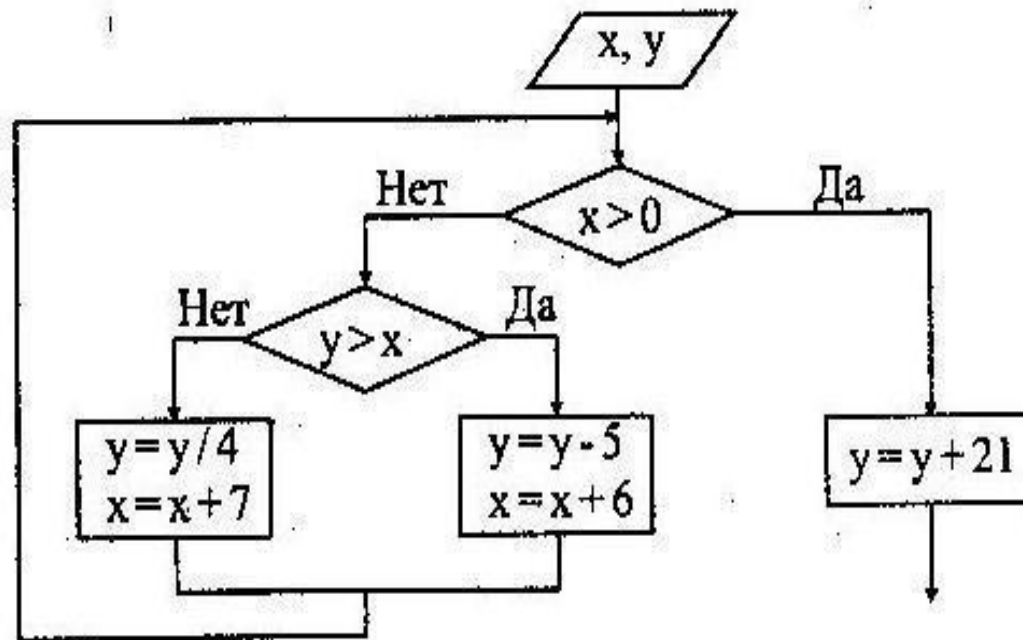 x, y
Нет
Да
x>0
Нет
Да
y>x
y=y/4
x=x+7
y=y-5
x=x+6
y=y+21